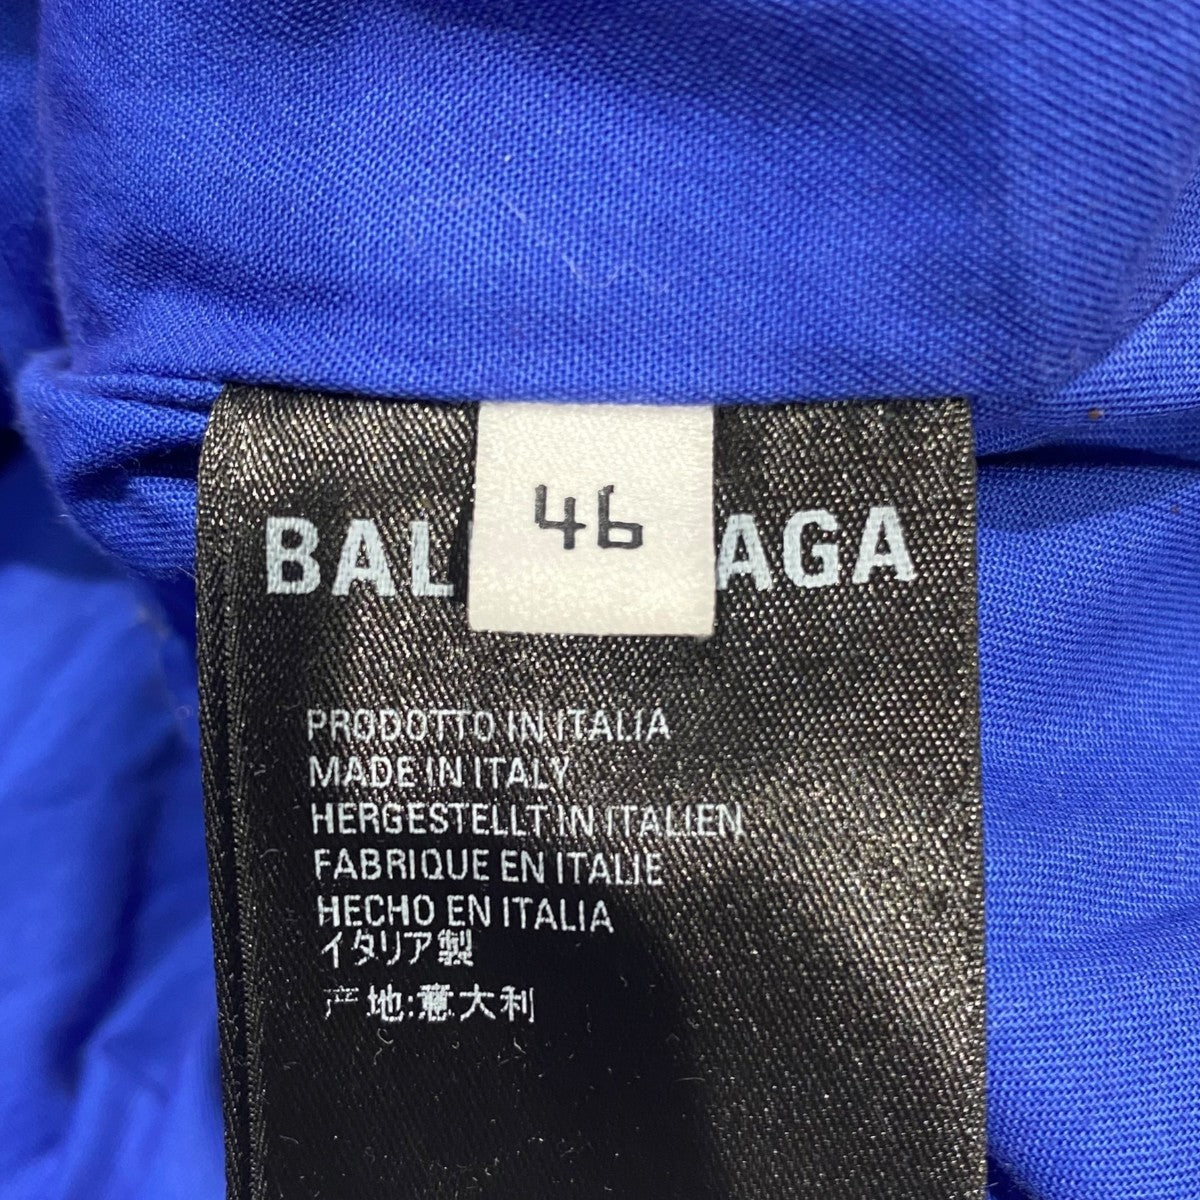 46
BAL AGA
PRODOTTO IN ITALIA
MADE IN ITALY
HERGESTELLT IN ITALIEN
FABRIQUE EN ITALIE
HECHO EN ITALIA
イタリア製
产地:意大利